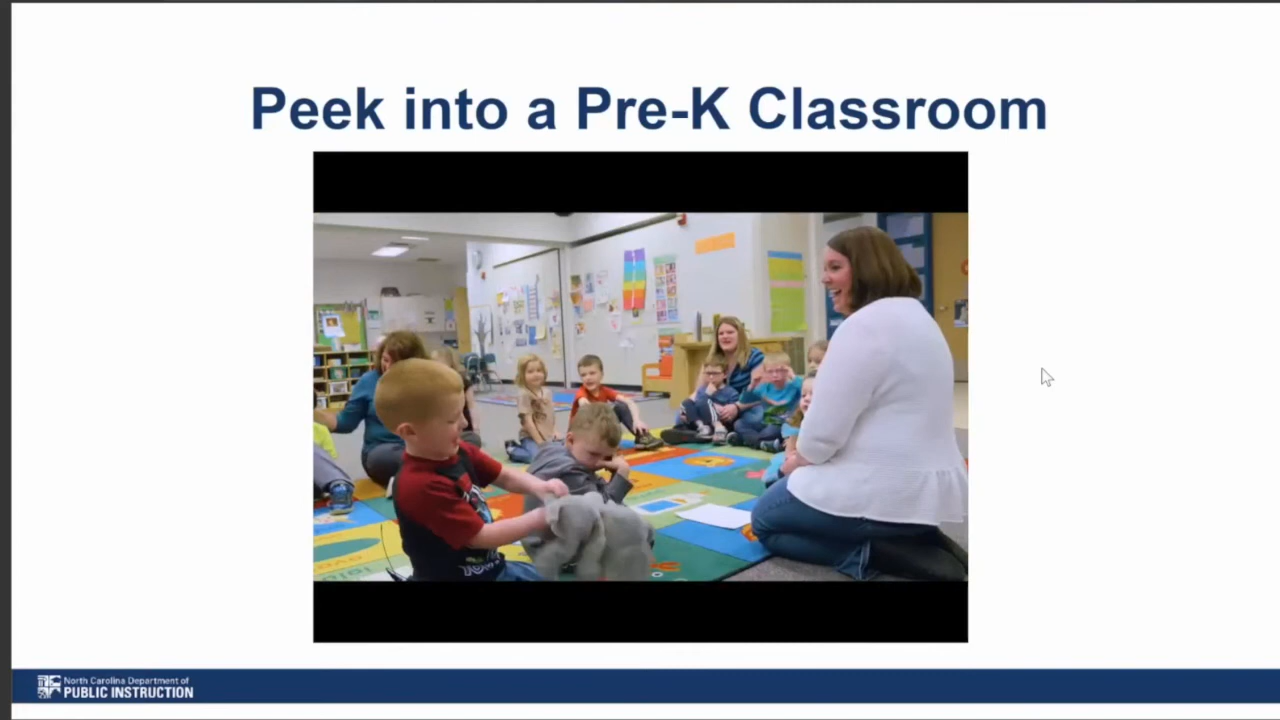 Peek into a Pre-K Classroom
North Carolina Department of
PUBLIC INSTRUCTION